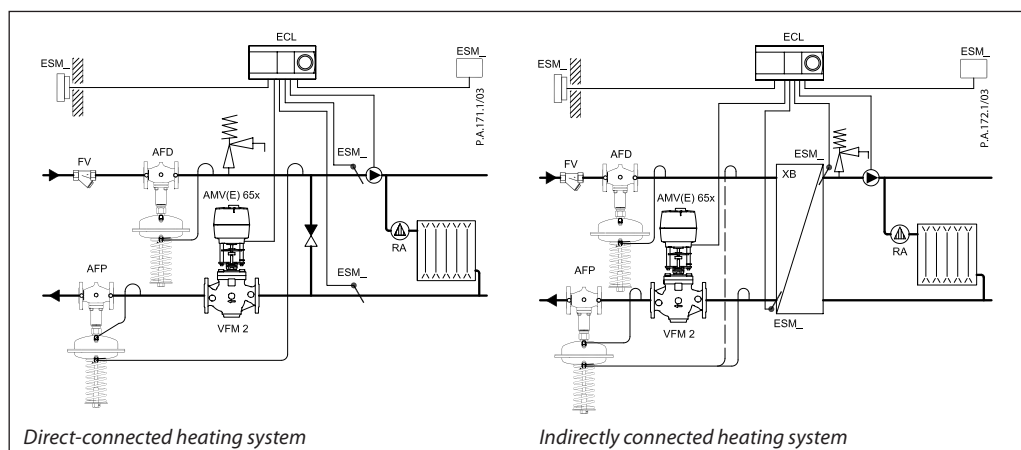 ECL
ESM_
ESM_
P.A.171.1/03
FV
AFD
ESM_
AMV(E) 65x
RA
AFP
ESM_
VFM 2
Direct-connected heating system
ECL
ESM_
ESM_
P.A.172.1/03
FV
AFD
ESM_
XB
AMV(E) 65x
RA
AFP
ESM_
VFM 2
Indirectly connected heating system